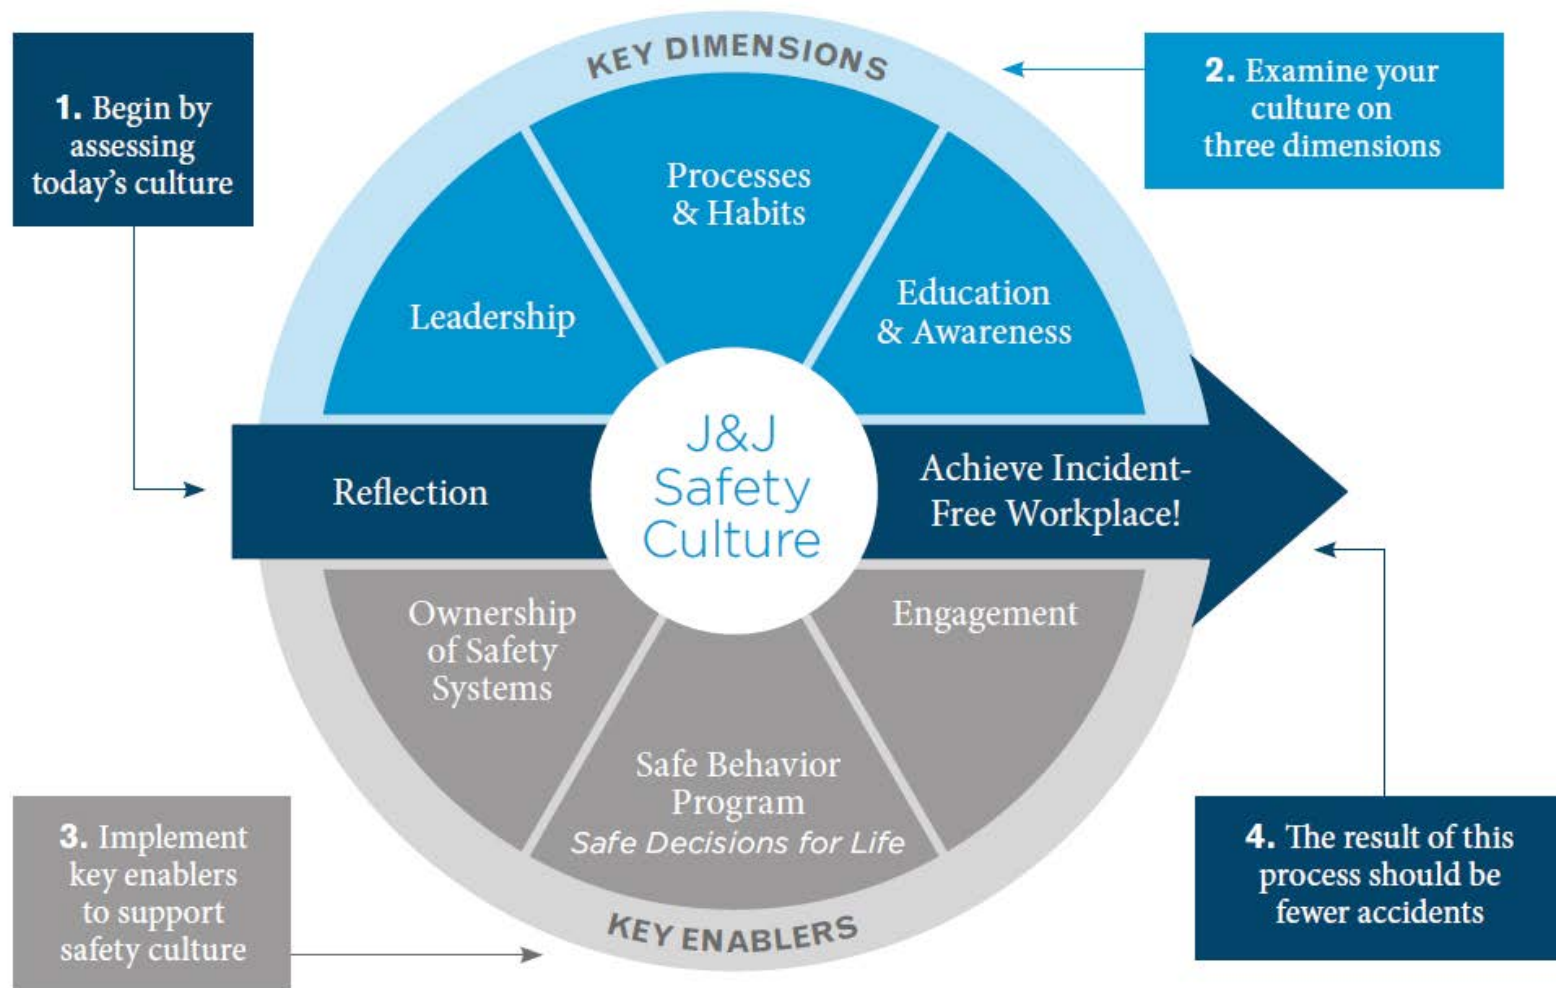 KEY DIMENSIONS
1. Begin by
assessing
today’s culture
2. Examine your
culture on
three dimensions
Leadership
Processes
& Habits
Education
& Awareness
Reflection
J&J
Safety
Culture
Achieve Incident-
Free Workplace!
Ownership
of Safety
Systems
Safe Behavior
Program
Safe Decisions for Life
Engagement
3. Implement
key enablers
to support
safety culture
4. The result of this
process should be
fewer accidents
KEY ENABLERS